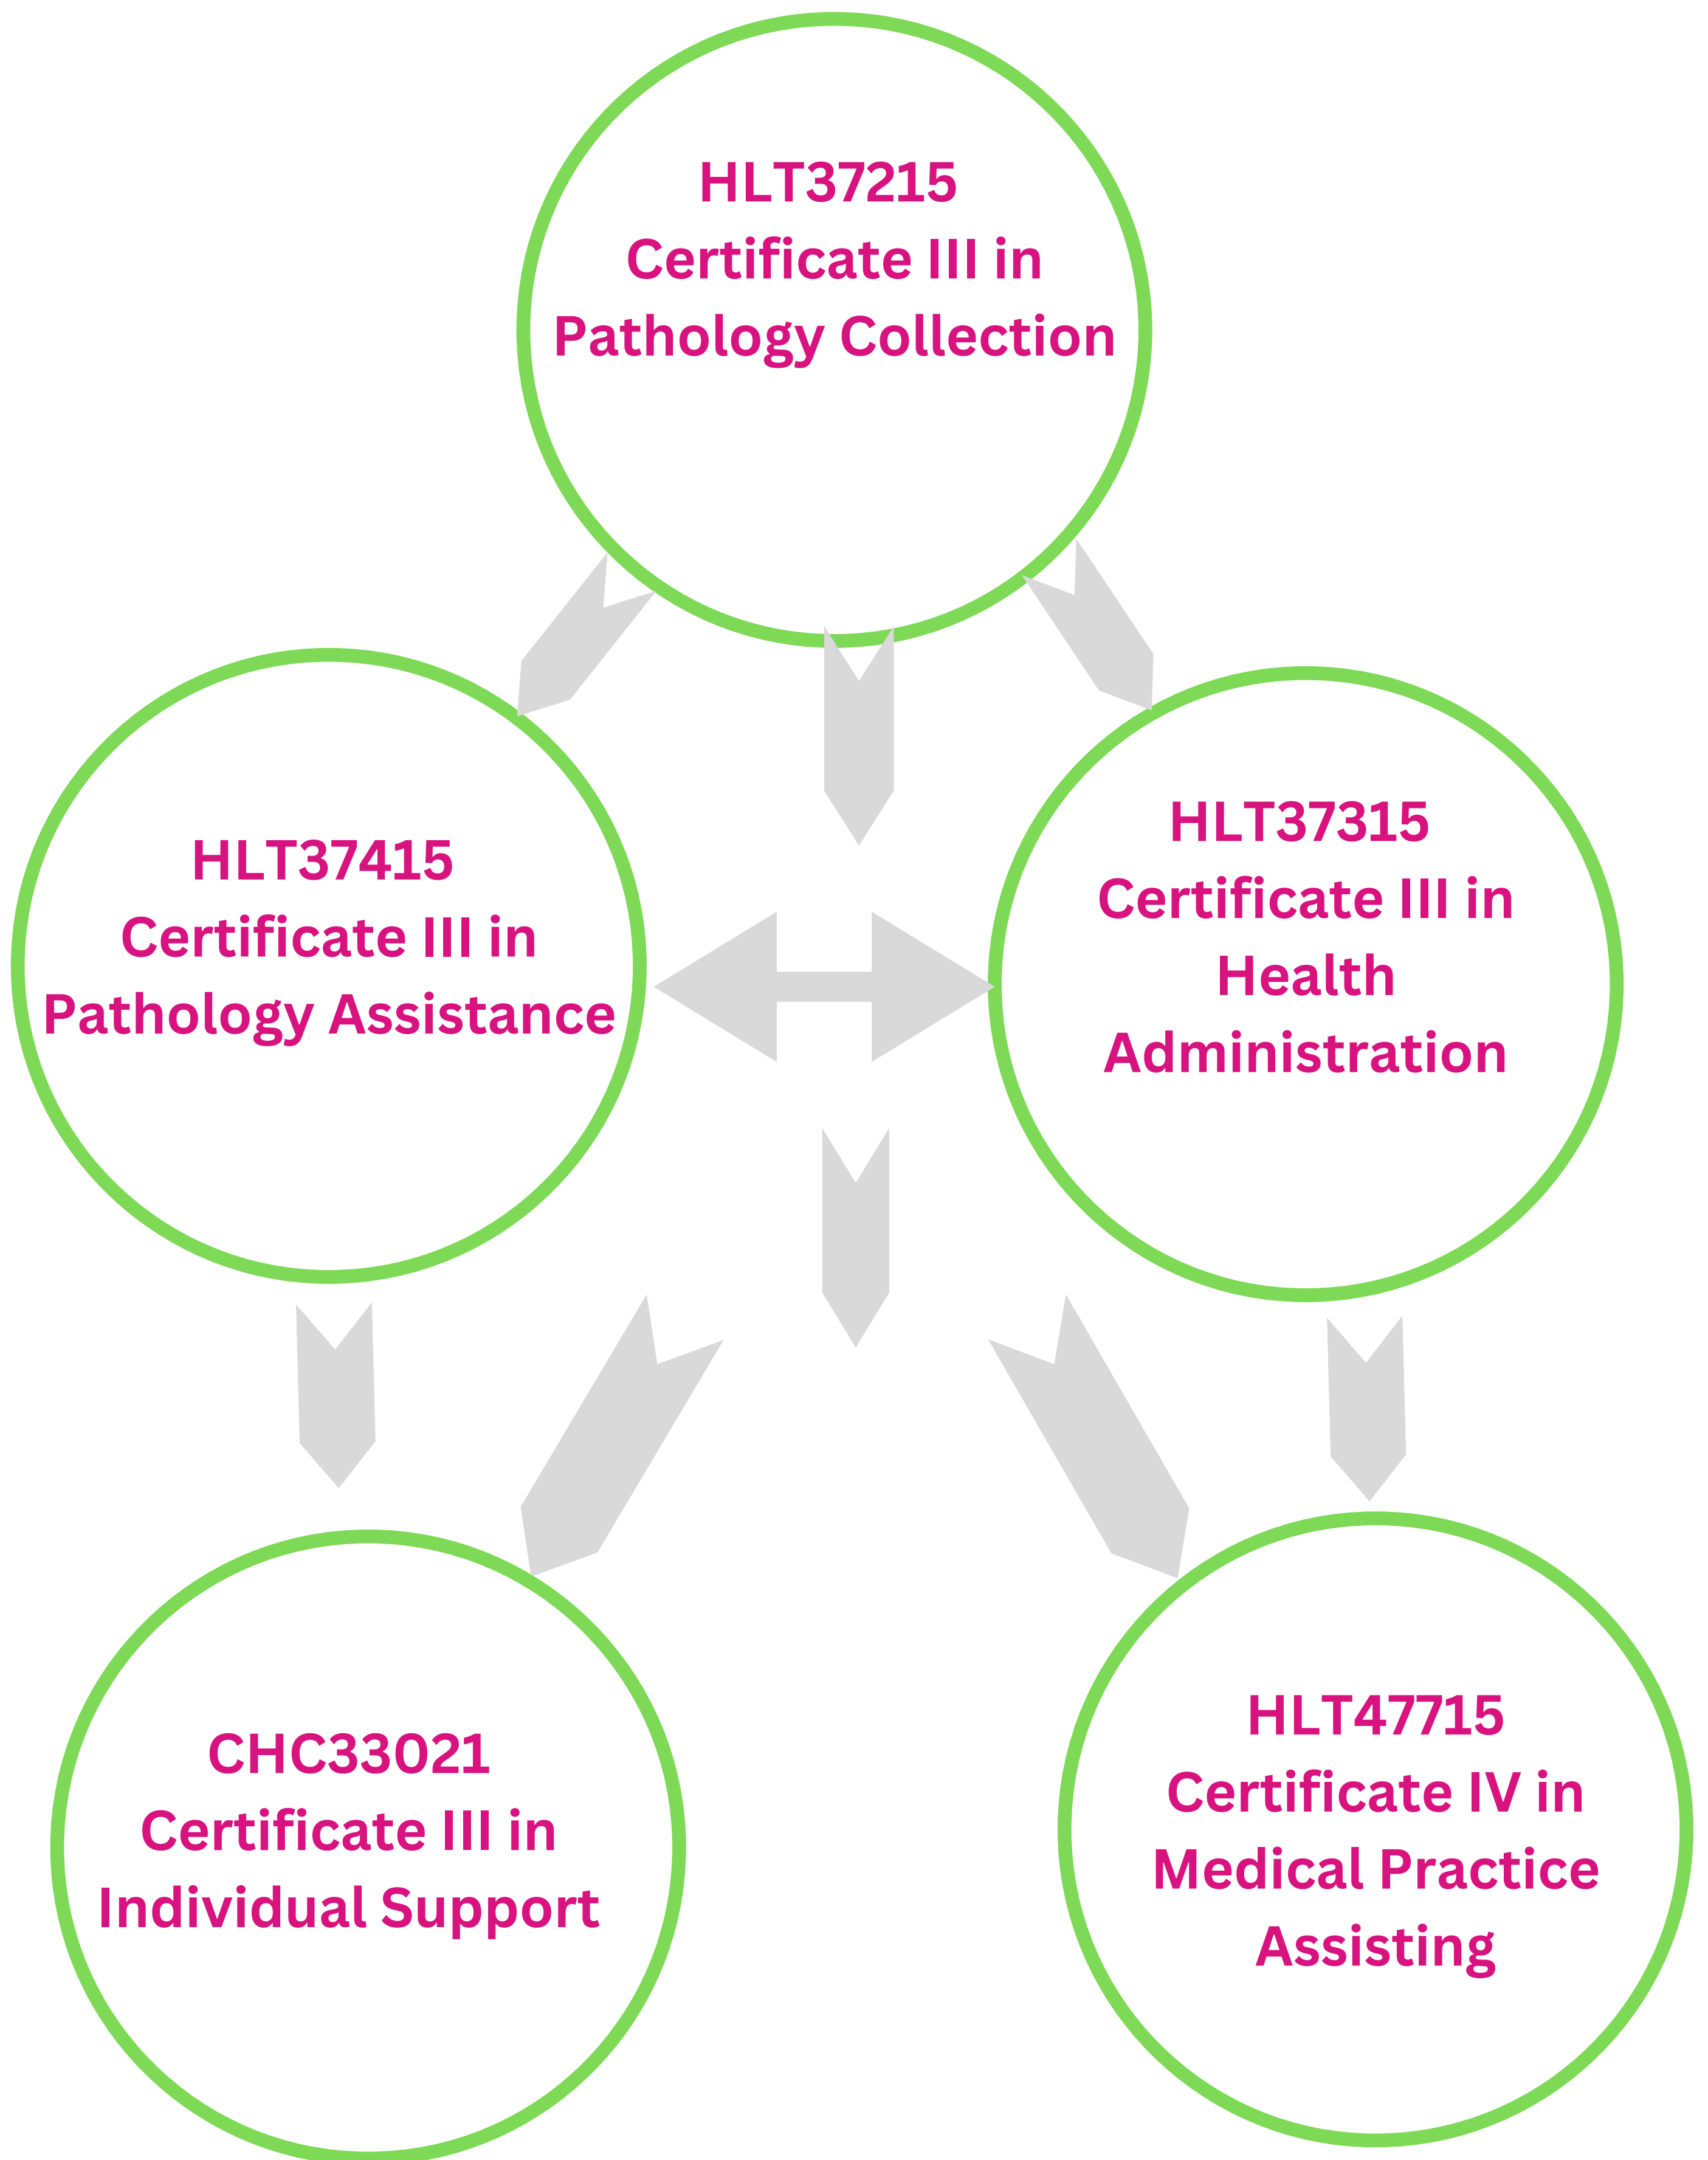 HLT37215
Certificate III in
Pathology Collection
HLT37415
Certificate III in
Pathology Assistance
HLT37315
Certificate III in
Health
Administration
CHC33021
Certificate III in
Individual Support
HLT47715
Certificate IV in
Medical Practice
Assisting